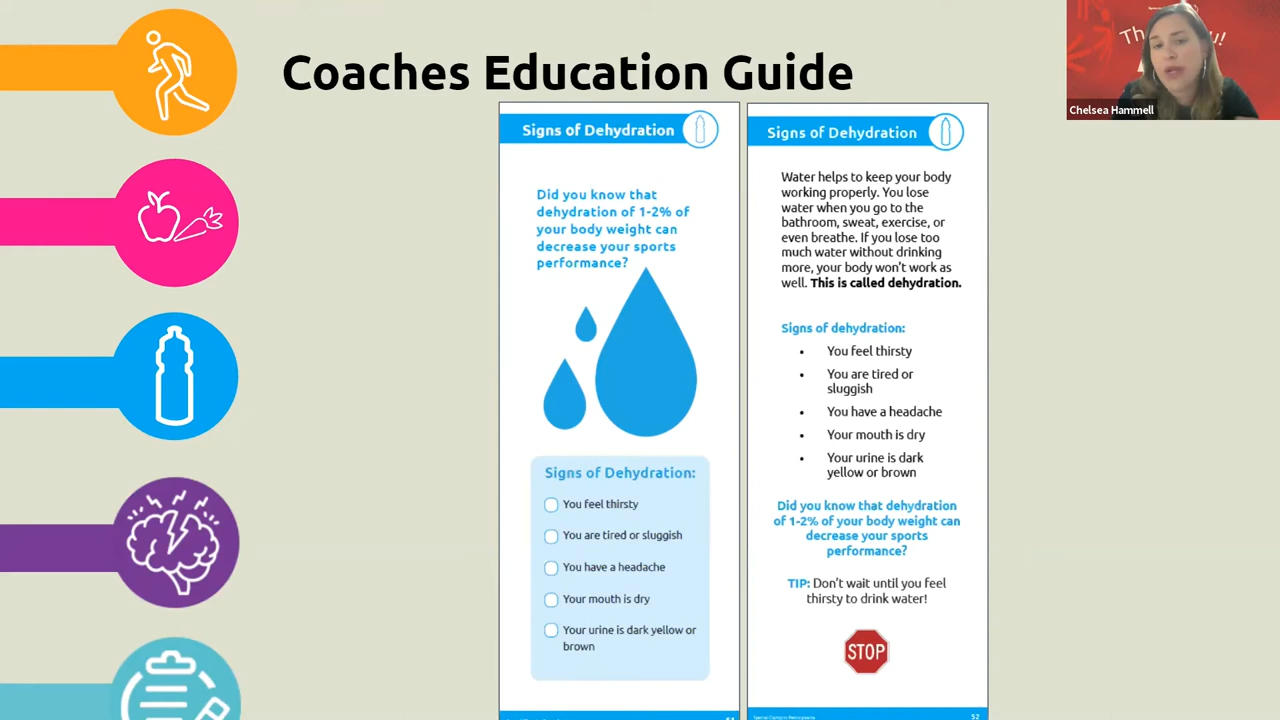 Coaches Education Guide
Signs of Dehydration
Did you know that
dehydration of 1-2% of
your body weight can
decrease your sports
performance?
Signs of Dehydration:
You feel thirsty
You are tired or sluggish
You have a headache
Your mouth is dry
Your urine is dark yellow or
brown
Signs of Dehydration
Water helps to keep your body
working properly. You lose
water when you go to the
bathroom, sweat, exercise, or
even breathe. If you lose too
much water without drinking
more, your body won't work as
well. This is called dehydration.
Signs of dehydration:
• You feel thirsty
• You are tired or
sluggish
• You have a headache
• Your mouth is dry
• Your urine is dark
yellow or brown
Did you know that dehydration
of 1-2% of your body weight can
decrease your sports
performance?
TIP: Don't wait until you feel
thirsty to drink water!
STOP
Special Olympics Pennsylvania
52
Chelsea Hammell